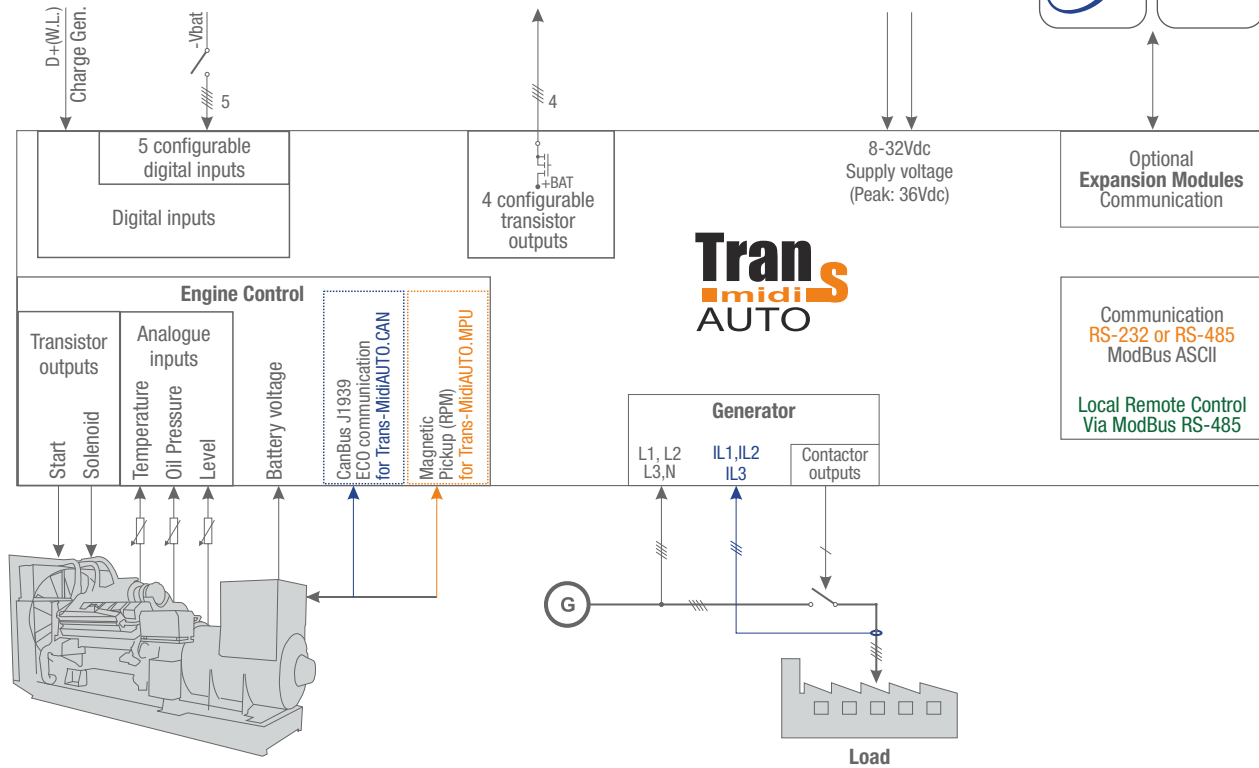 D+(W.L.)
Charge Gen.
-Vbat
5
4
5 configurable
digital inputs
Digital inputs
+BAT
4 configurable
transistor
outputs
8-32Vdc
Supply voltage
(Peak: 36Vdc)
Optional
Expansion Modules
Communication
Trans
midi
AUTO
Communication
RS-232 or RS-485
ModBus ASCII
Local Remote Control
Via ModBus RS-485
Engine Control
Transistor
outputs
Start
Solenoid
Analogue
inputs
Temperature
Oil Pressure
Level
Battery voltage
CanBus J1939
ECO communication
for Trans-MidiAUTO.CAN
Magnetic
Pickup (RPM)
for Trans-MidiAUTO.MPU
Generator
L1, L2
L3,N
IL1,IL2
IL3
Contactor
outputs
G
Load